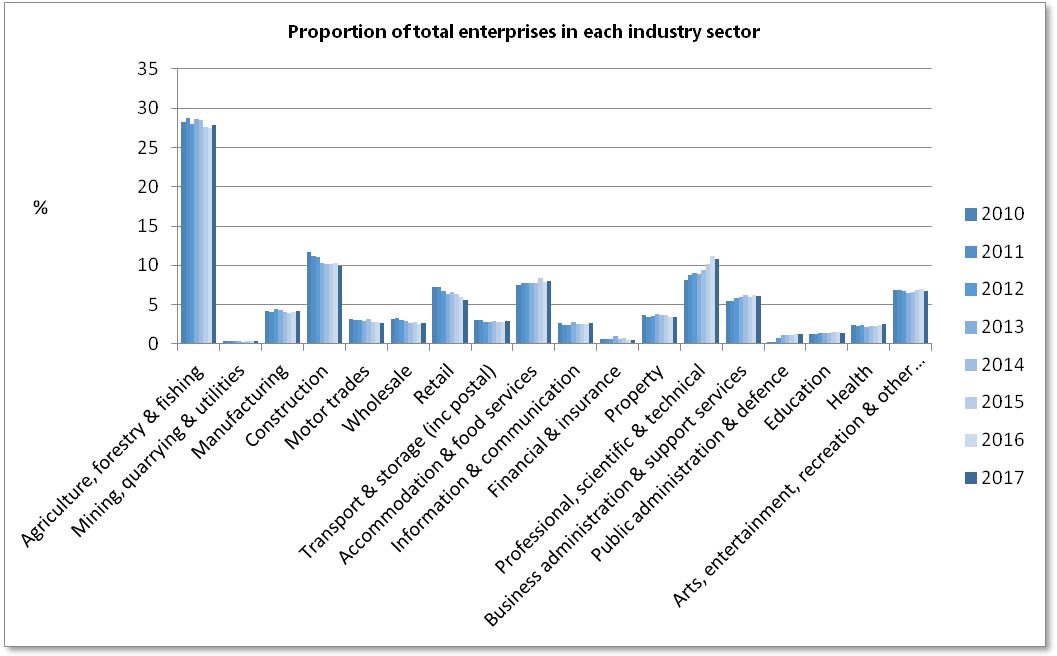 Proportion of total enterprises in each industry sector
35
30
25
20
15
10
5
0
%
Agriculture, forestry & fishing
Mining, quarrying & utilities
Manufacturing
Construction
Motor trades
Wholesale
Retail
Transport & storage (inc postal)
Accommodation & food services
Information & communication
Financial & insurance
Property
Professional, scientific & technical
Business administration & support services
Public administration & defence
Education
Health
Arts, entertainment, recreation & other...
2010
2011
2012
2013
2014
2015
2016
2017